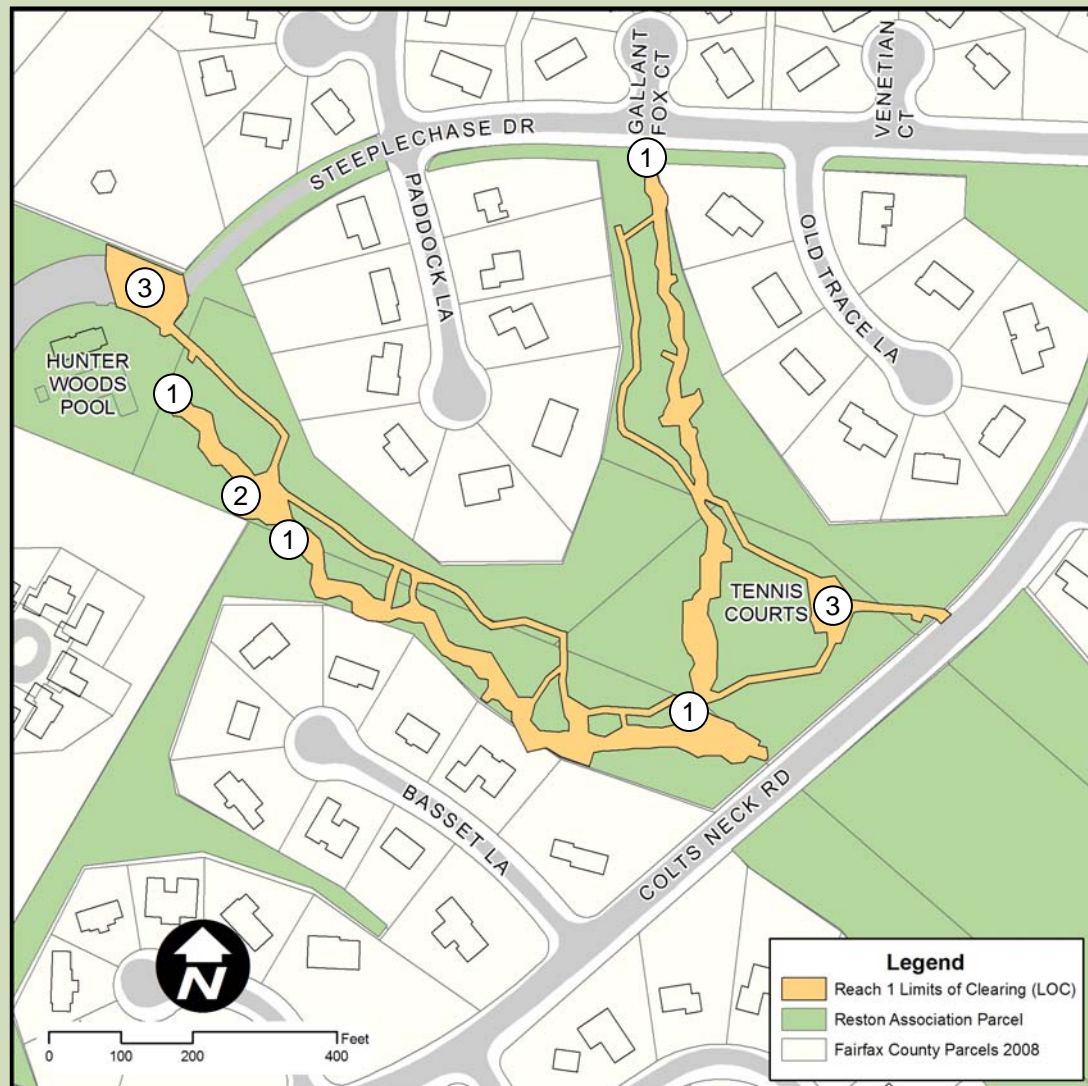 GALLANT
FOX CT
VENETIAN
CT
STEEPLECHASE DR
1
PADDOCK LA
OLD TRACE LA
3
HUNTER
WOODS
POOL
1
2
1
TENNIS
COURTS
3
1
BASSET LA
COLTS NECK RD
N
Feet
0 100 200 400
Legend
Reach 1 Limits of Clearing (LOC)
Reston Association Parcel
Fairfax County Parcels 2008